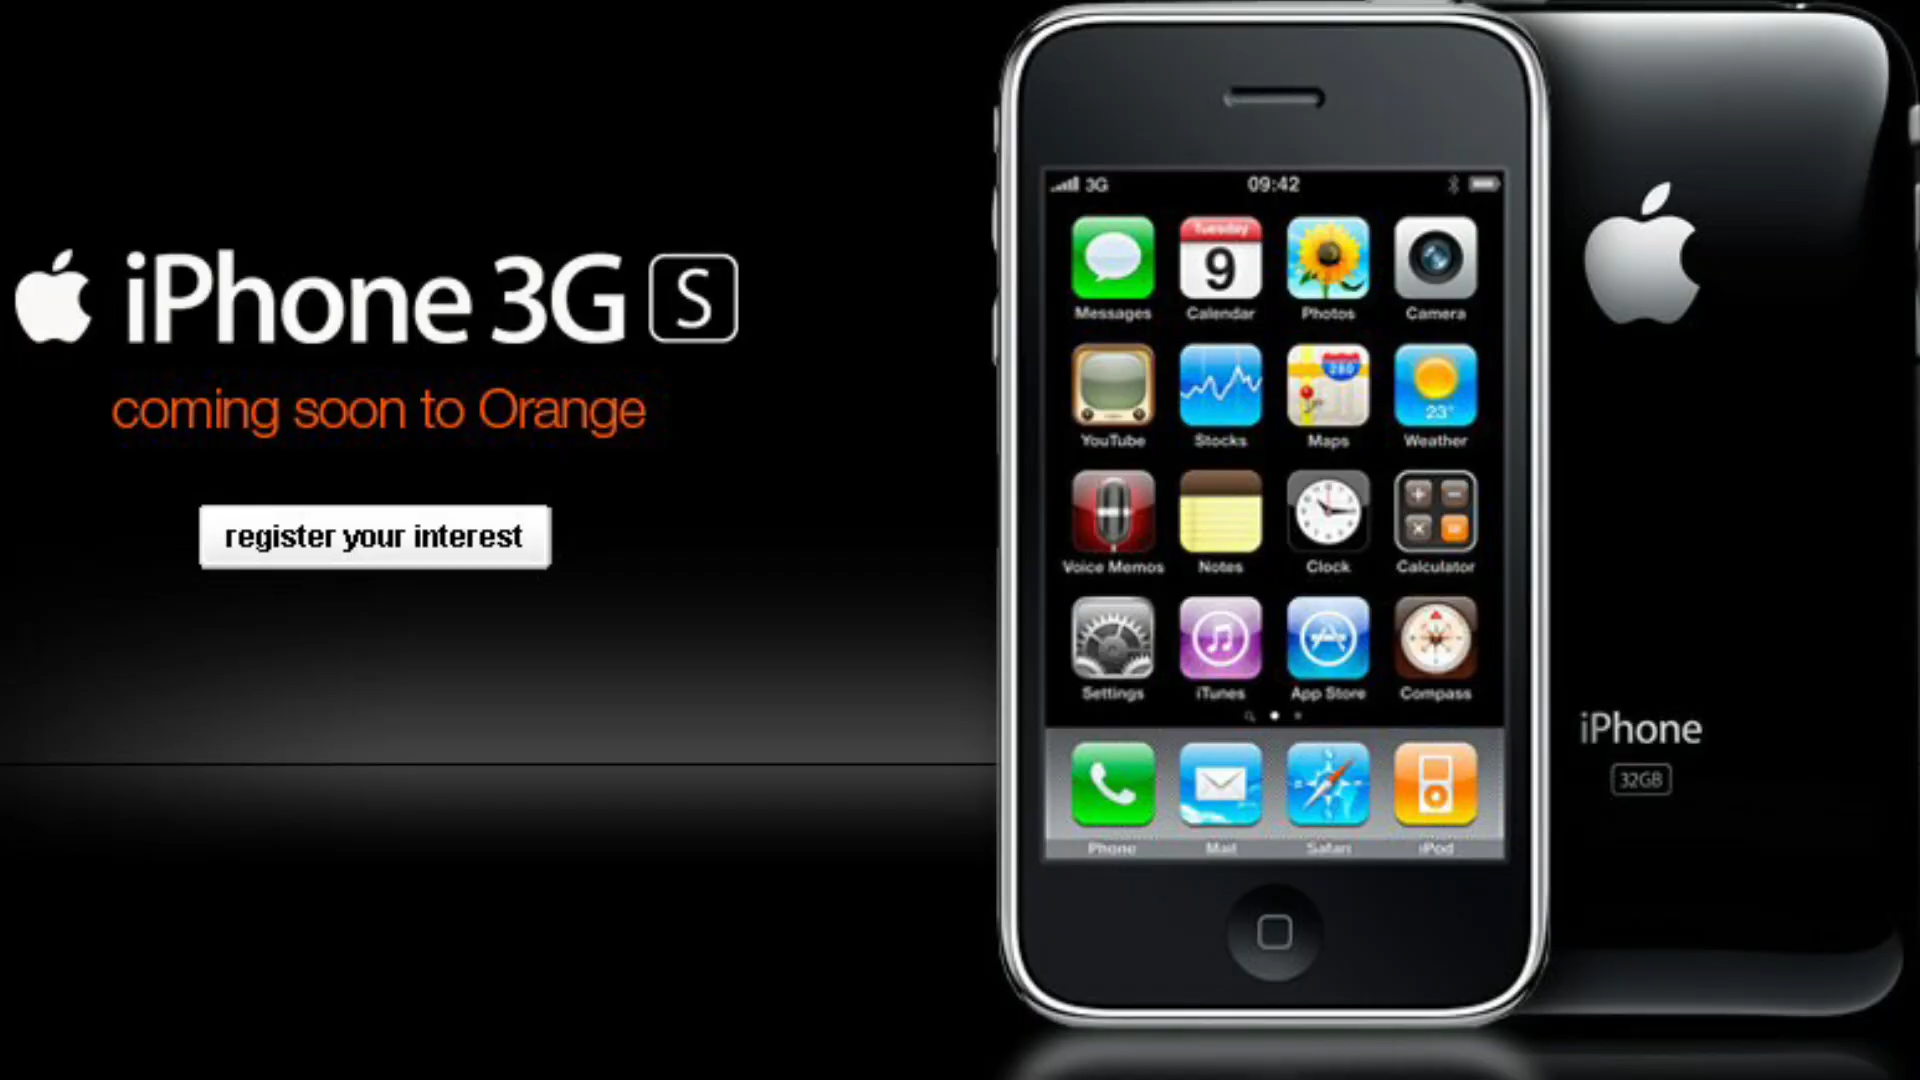 iPhone 3G S
coming soon to Orange
register your interest
3G 09:42
Tuesday
9
Messages Calendar Photos Camera
280
23°
YouTube Stocks Maps Weather
Voice Memos Notes Clock Calculator
Settings iTunes App Store Compass
Phone Mail Safari iPod
iPhone
32GB